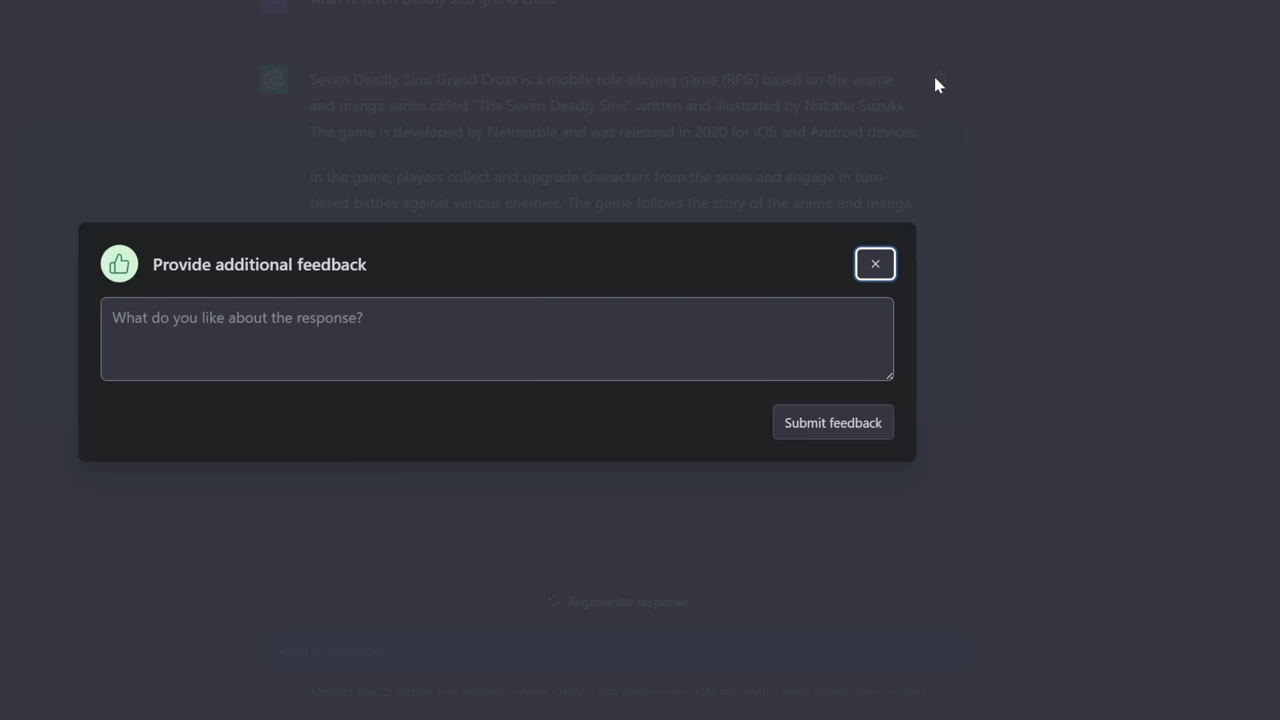 what is seven deadly sins grand cross
Seven Deadly Sins: Grand Cross is a mobile role-playing game (RPG) based on the anime
and manga series called "The Seven Deadly Sins" written and illustrated by Nakaba Suzuki.
The game is developed by Netmarble and was released in 2020 for iOS and Android devices.
In the game, players collect and upgrade characters from the series and engage in turn-
based battles against various enemies. The game follows the story of the anime and manga
Provide additional feedback
What do you like about the response?
Submit feedback
Regenerate response
Send a message